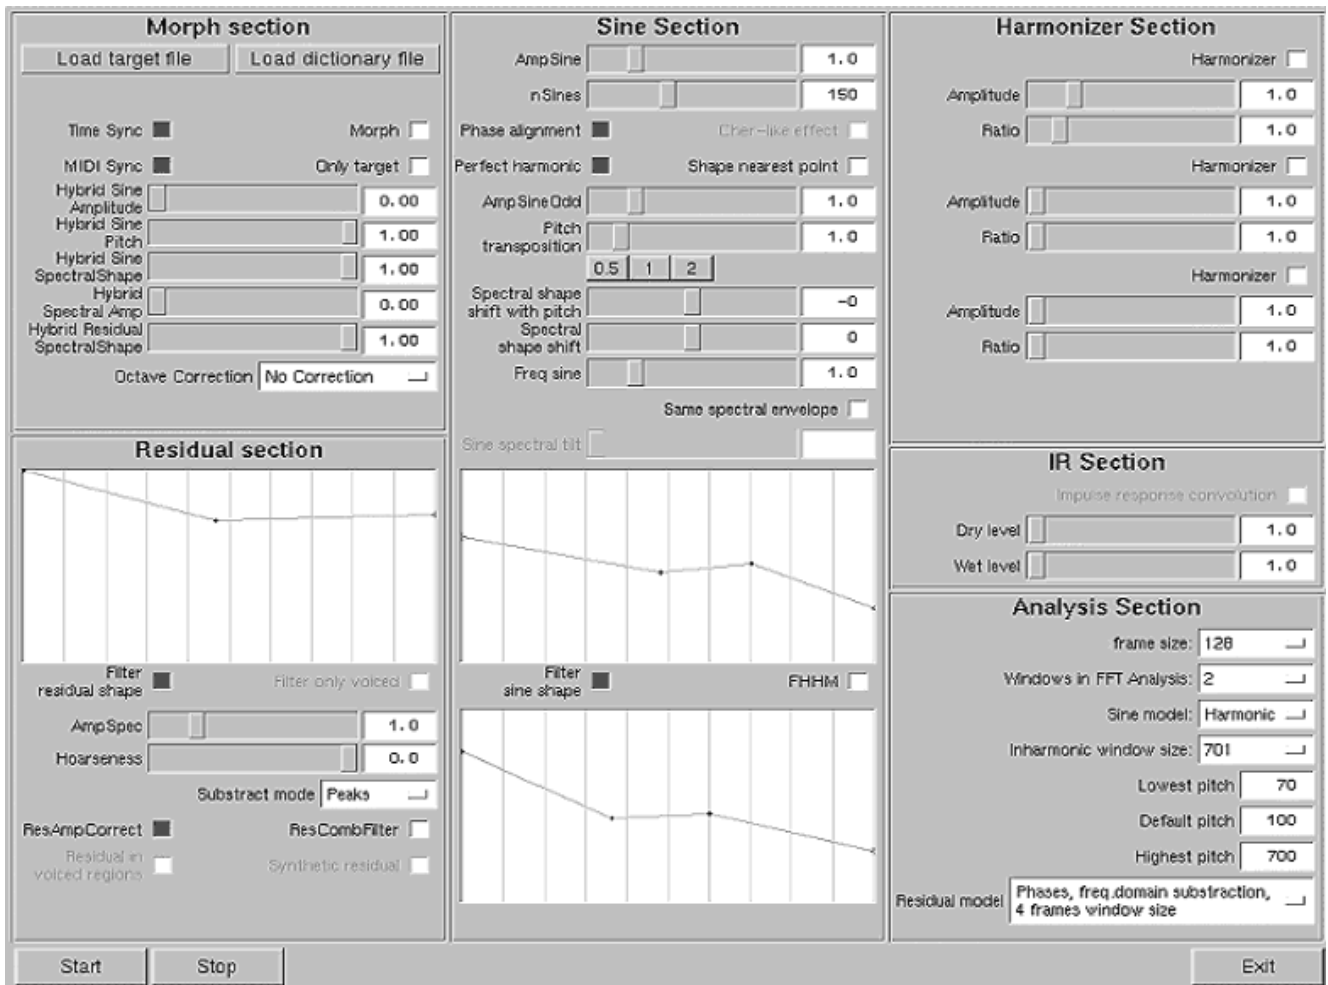 Morph section
Load target file
Load dictionary file
Time Sync
Morph
MIDI Sync
Only target
Hybrid Sine
Amplitude
0.00
Hybrid Sine
Pitch
1.00
Hybrid Sine
SpectralShape
1.00
Hybrid
Spectral Amp
0.00
Hybrid Residual
SpectralShape
1.00
Octave Correction
No Correction
Residual section
Filter
residual shape
Filter only voiced
AmpSpec
1.0
Hoarseness
0.0
Substract mode
Peaks
ResAmpCorrect
ResCombFilter
Residual in
voiced regions
Synthetic residual
Start
Stop
Sine Section
AmpSine
1.0
nSines
150
Phase alignment
Cher-like effect
Perfect harmonic
Shape nearest point
AmpSineOdd
1.0
Pitch
transposition
1.0
0.5
1
2
Spectral shape
shift with pitch
-0
Spectral
shape shift
0
Freq sine
1.0
Same spectral envelope
Sine spectral tilt
Filter
sine shape
FHHM
Harmonizer Section
Harmonizer
Amplitude
1.0
Ratio
1.0
Harmonizer
Amplitude
1.0
Ratio
1.0
Harmonizer
Amplitude
1.0
Ratio
1.0
IR Section
Impulse response convolution
Dry level
1.0
Wet level
1.0
Analysis Section
frame size:
128
Windows in FFT Analysis:
2
Sine model:
Harmonic
Inharmonic window size:
701
Lowest pitch
70
Default pitch
100
Highest pitch
700
Residual model
Phases, freq.domain substraction,
4 frames window size
Exit